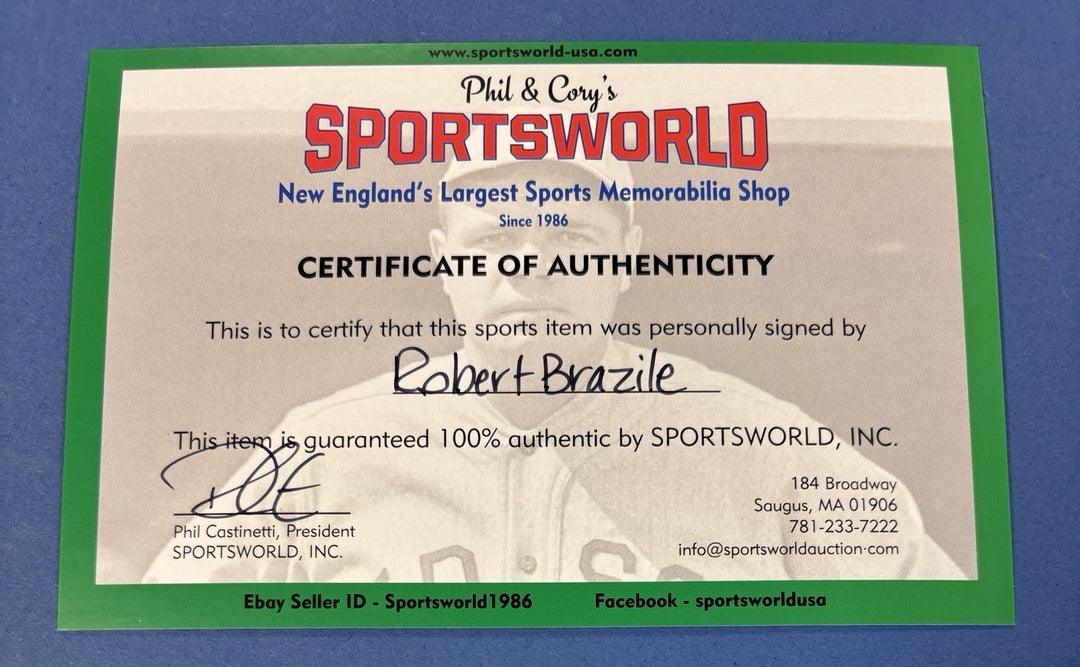 www.sportsworld-usa.com
Phil & Cory's
SPORTSWORLD
New England's Largest Sports Memorabilia Shop
Since 1986
CERTIFICATE OF AUTHENTICITY
This is to certify that this sports item was personally signed by
Robert Brazile
This item is guaranteed 100% authentic by SPORTSWORLD, INC.
184 Broadway
Saugus, MA 01906
781-233-7222
info@sportsworldauction.com
Phil Castinetti, President
SPORTSWORLD, INC.
Ebay Seller ID - Sportsworld1986
Facebook - sportsworldusa